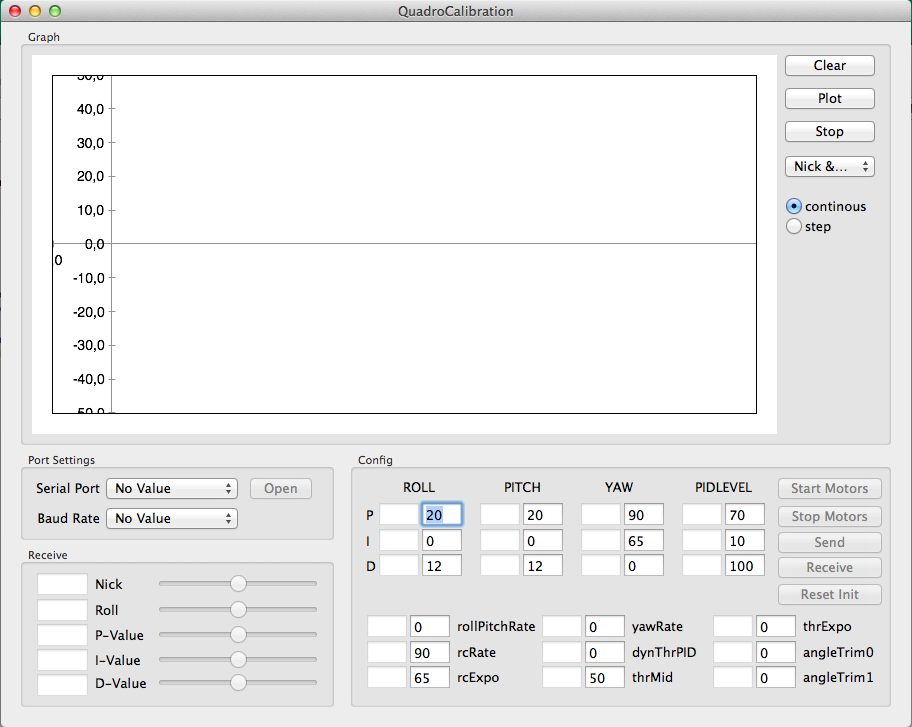 QuadroCalibration
Graph
50,0
40,0
30,0
20,0
10,0
0,0
0
-10,0
-20,0
-30,0
-40,0
-50,0
Clear
Plot
Stop
Nick &...
continous
step
Port Settings
Serial Port No Value Open
Baud Rate No Value
Receive
Nick
Roll
P-Value
I-Value
D-Value
Config
ROLL PITCH YAW PIDLEVEL
P 20 20 90 70
I 0 0 65 10
D 12 12 0 100
Start Motors
Stop Motors
Send
Receive
Reset Init
0 rollPitchRate 0 yawRate 0 thrExpo
90 rcRate 0 dynThrPID 0 angleTrim0
65 rcExpo 50 thrMid 0 angleTrim1